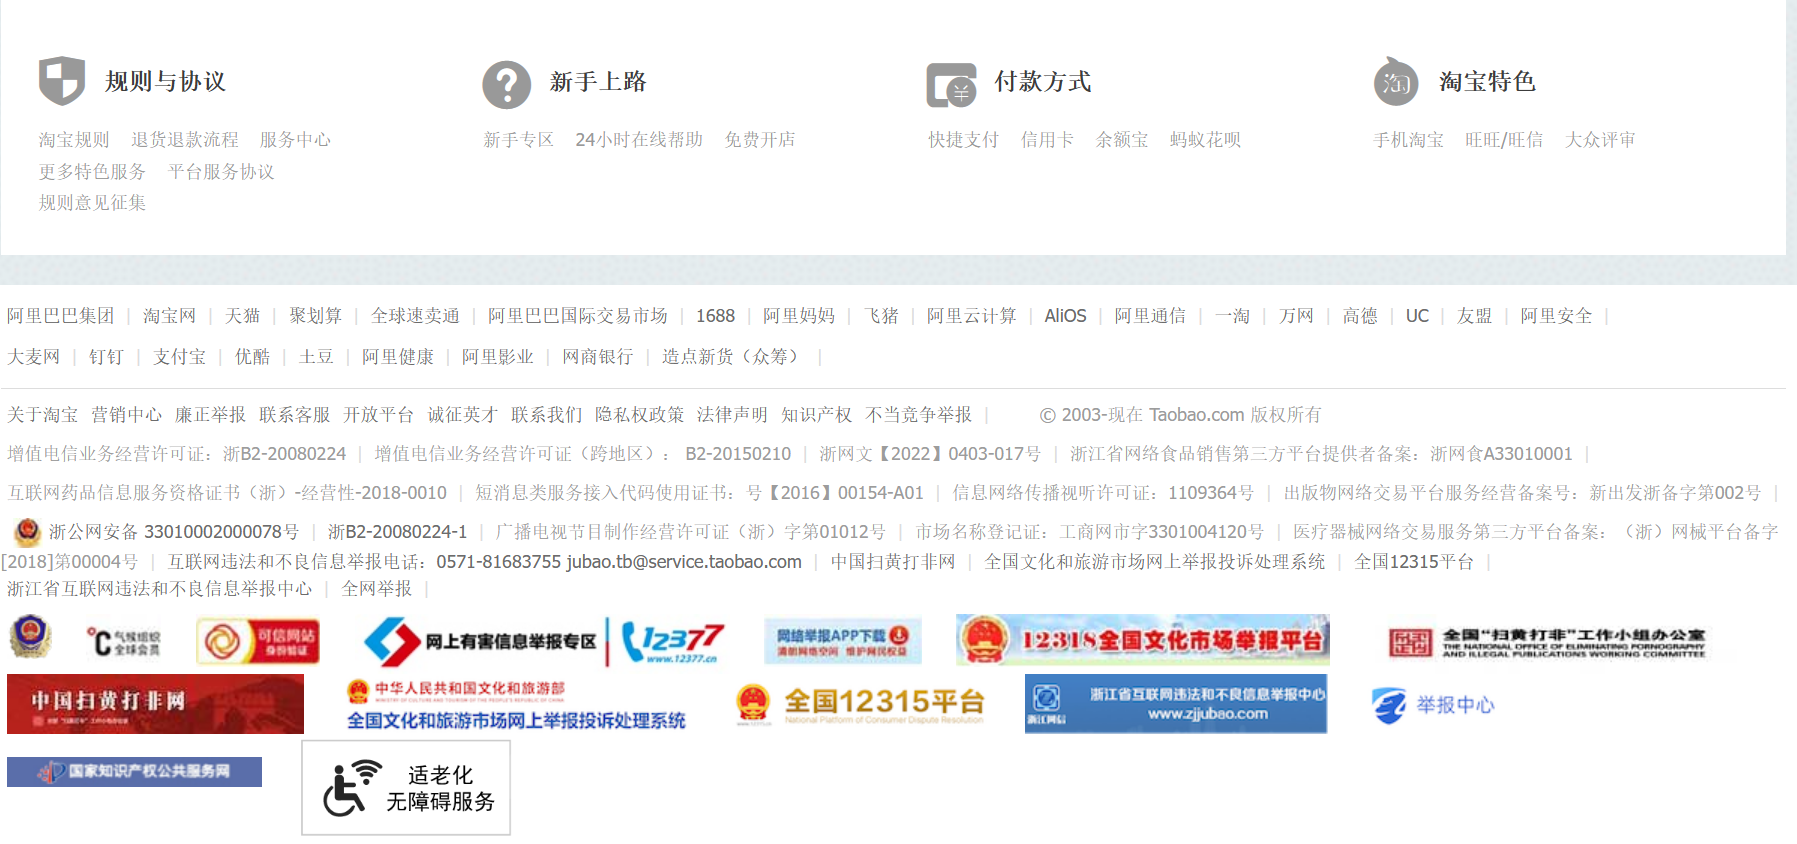 规则与协议
淘宝规则 退货退款流程 服务中心
更多特色服务 平台服务协议
规则意见征集
新手上路
新手专区 24小时在线帮助 免费开店
付款方式
快捷支付 信用卡 余额宝 蚂蚁花呗
淘
淘宝特色
手机淘宝 旺旺/旺信 大众评审
阿里巴巴集团 | 淘宝网 | 天猫 | 聚划算 | 全球速卖通 | 阿里巴巴国际交易市场 | 1688 | 阿里妈妈 | 飞猪 | 阿里云计算 | AliOS | 阿里通信 | 一淘 | 万网 | 高德 | UC | 友盟 | 阿里安全 |
大麦网 | 钉钉 | 支付宝 | 优酷 | 土豆 | 阿里健康 | 阿里影业 | 网商银行 | 造点新货（众筹） |
关于淘宝 营销中心 廉正举报 联系客服 开放平台 诚征英才 联系我们 隐私权政策 法律声明 知识产权 不当竞争举报 | © 2003-现在 Taobao.com 版权所有
增值电信业务经营许可证：浙B2-20080224 | 增值电信业务经营许可证（跨地区）： B2-20150210 | 浙网文【2022】0403-017号 | 浙江省网络食品销售第三方平台提供者备案：浙网食A33010001 |
互联网药品信息服务资格证书（浙）-经营性-2018-0010 | 短消息类服务接入代码使用证书：号【2016】00154-A01 | 信息网络传播视听许可证：1109364号 | 出版物网络交易平台服务经营备案号：新出发浙备字第002号 |
浙公网安备 33010002000078号 | 浙B2-20080224-1 | 广播电视节目制作经营许可证（浙）字第01012号 | 市场名称登记证：工商网市字3301004120号 | 医疗器械网络交易服务第三方平台备案：（浙）网械平台备字
[2018]第00004号 | 互联网违法和不良信息举报电话：0571-81683755 jubao.tb@service.taobao.com | 中国扫黄打非网 | 全国文化和旅游市场网上举报投诉处理系统 | 全国12315平台 |
浙江省互联网违法和不良信息举报中心 | 全网举报 |
℃ 气候组织
全球会员
可信网站
身份验证
网上有害信息举报专区
12377
www.12377.cn
网络举报APP下载
清朗网络空间 维护网民权益
12318全国文化市场举报平台
全国“扫黄打非”工作小组办公室
THE NATIONAL OFFICE OF ELIMINATING PORNOGRAPHY
AND ILLEGAL PUBLICATIONS WORKING COMMITTEE
中国扫黄打非网
中华人民共和国文化和旅游部
MINISTRY OF CULTURE AND TOURISM OF THE PEOPLE'S REPUBLIC OF CHINA
全国文化和旅游市场网上举报投诉处理系统
全国12315平台
National Platform of Consumer Dispute Resolution
浙江网信
浙江省互联网违法和不良信息举报中心
www.zjjubao.com
举报中心
国家知识产权公共服务网
适老化
无障碍服务